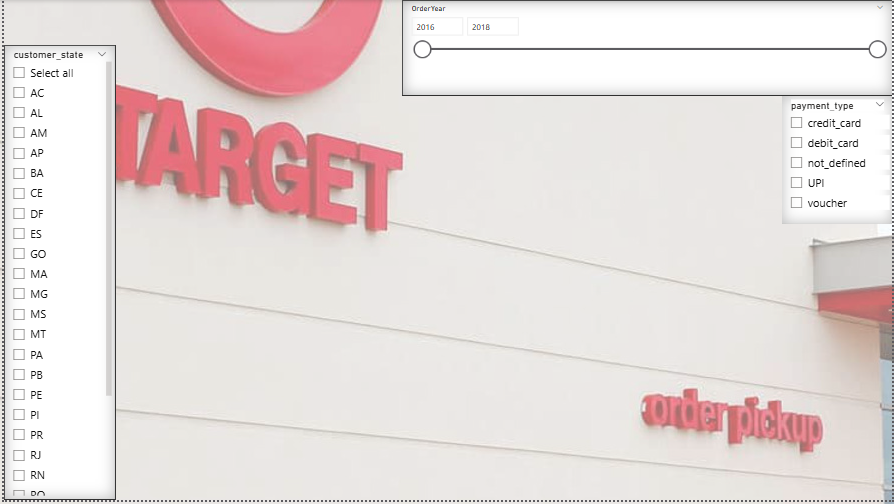 OrderYear
2016
2018
customer_state
Select all
AC
AL
AM
AP
BA
CE
DF
ES
GO
MA
MG
MS
MT
PA
PB
PE
PI
PR
RJ
RN
RO
payment_type
credit_card
debit_card
not_defined
UPI
voucher
TARGET
order pickup